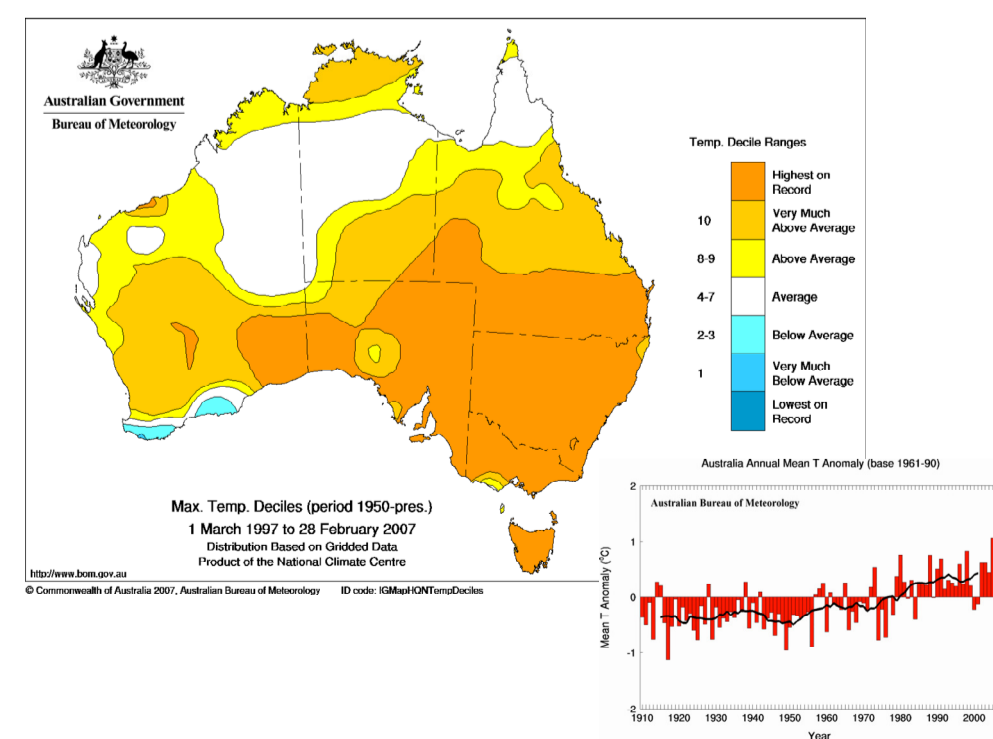 Australian Government
Bureau of Meteorology
Temp. Decile Ranges
Highest on
Record
10
Very Much
Above Average
8-9
Above Average
4-7
Average
2-3
Below Average
1
Very Much
Below Average
Lowest on
Record
Max. Temp. Deciles (period 1950-pres.)
1 March 1997 to 28 February 2007
Distribution Based on Gridded Data
Product of the National Climate Centre
http://www.bom.gov.au
© Commonwealth of Australia 2007, Australian Bureau of Meteorology ID code: IGMapHQNTempDeciles
Australia Annual Mean T Anomaly (base 1961-90)
Australian Bureau of Meteorology
Mean T Anomaly (°C)
2
1
0
-1
2
1910 1920 1930 1940 1950 1960 1970 1980 1990 2000
Year